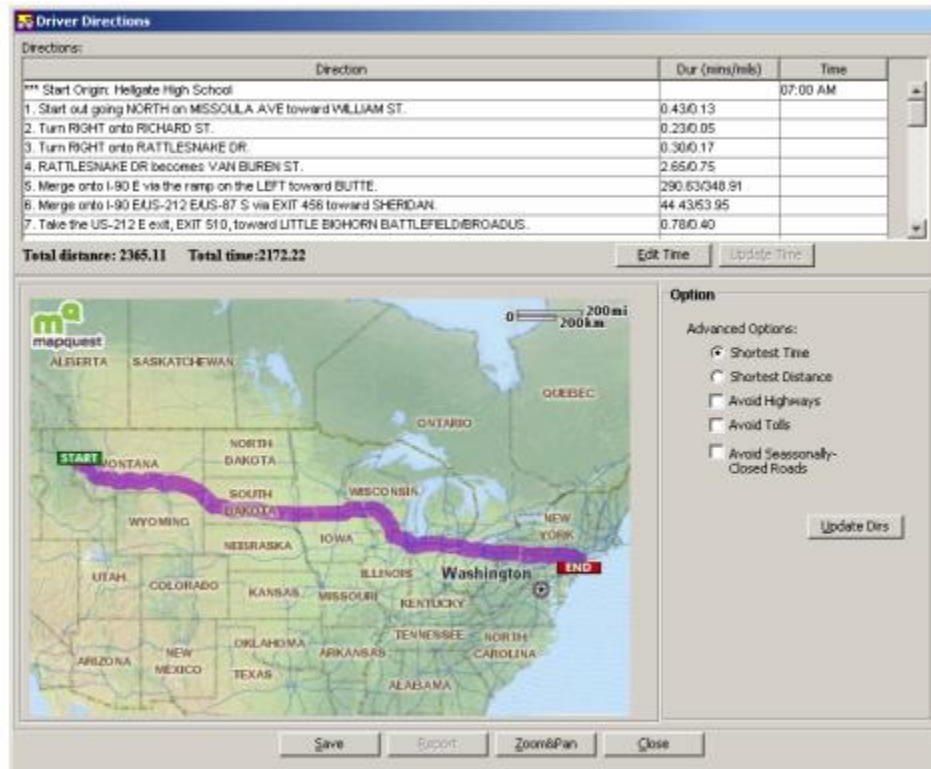 Driver Directions
Directions:
Direction Dur (mins/mls) Time
*** Start Origin: Hellgate High School 07:00 AM
1. Start out going NORTH on MISSOULA AVE toward WILLIAM ST. 0.43/0.13
2. Turn RIGHT onto RICHARD ST. 0.23/0.05
3. Turn RIGHT onto RATTLESNAKE DR. 0.30/0.17
4. RATTLESNAKE DR becomes VAN BUREN ST. 2.65/0.75
5. Merge onto I-90 E via the ramp on the LEFT toward BUTTE. 290.63/348.91
6. Merge onto I-90 E/US-212 E/US-87 S via EXIT 456 toward SHERIDAN. 44.43/53.95
7. Take the US-212 E exit, EXIT 510, toward LITTLE BIGHORN BATTLEFIELD/BROADUS. 0.78/0.40
Total distance: 2365.11 Total time:2172.22 Edit Time Update Time
Option
mapquest
0 200mi
200km
Advanced Options:
Shortest Time
Shortest Distance
Avoid Highways
Avoid Tolls
Avoid Seassonally-
Closed Roads
Update Dirs
ALBERTA SASKATCHEWAN
QUEBEC
ONTARIO
START MONTANA NORTH
DAKOTA
SOUTH
DAKOTA
WISCONSIN
WYOMING
NEW
YORK
NEBRASKA IOWA
END
UTAH COLORADO KANSAS MISSOURI ILLINOIS Washington
KENTUCKY
ARIZONA NEW
MEXICO
OKLAHOMA ARKANSAS TENNESSEE NORTH
CAROLINA
TEXAS ALABAMA
Save Report Zoom&Pan Close